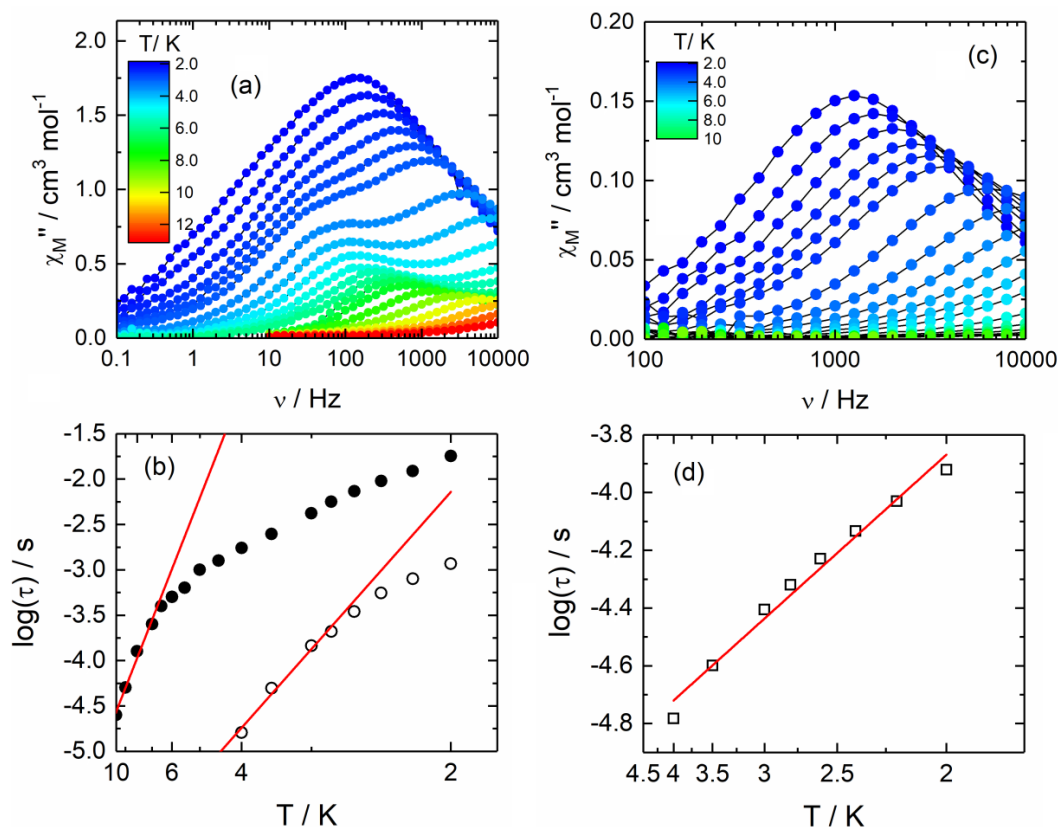 T/ K
2.0
4.0
6.0
8.0
10
12
(a)
2.0
1.5
1.0
0.5
0.0
χM'' / cm3 mol-1
0.1 1 10 100 1000 10000
ν / Hz
T/ K
2.0
4.0
6.0
8.0
10
(c)
0.20
0.15
0.10
0.05
0.00
χM'' / cm3 mol-1
100 1000 10000
ν / Hz
(b)
-1.5
-2.0
-2.5
-3.0
-3.5
-4.0
-4.5
-5.0
log(τ) / s
10 6 4 2
T / K
(d)
-3.8
-4.0
-4.2
-4.4
-4.6
-4.8
log(τ) / s
4.5 4 3.5 3 2.5 2
T / K